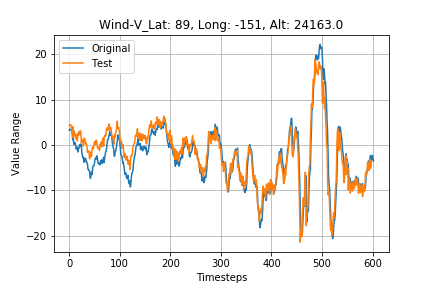 Wind-V_Lat: 89, Long: -151, Alt: 24163.0
Original
Test
Value Range
20
10
0
−10
−20
0 100 200 300 400 500 600
Timesteps